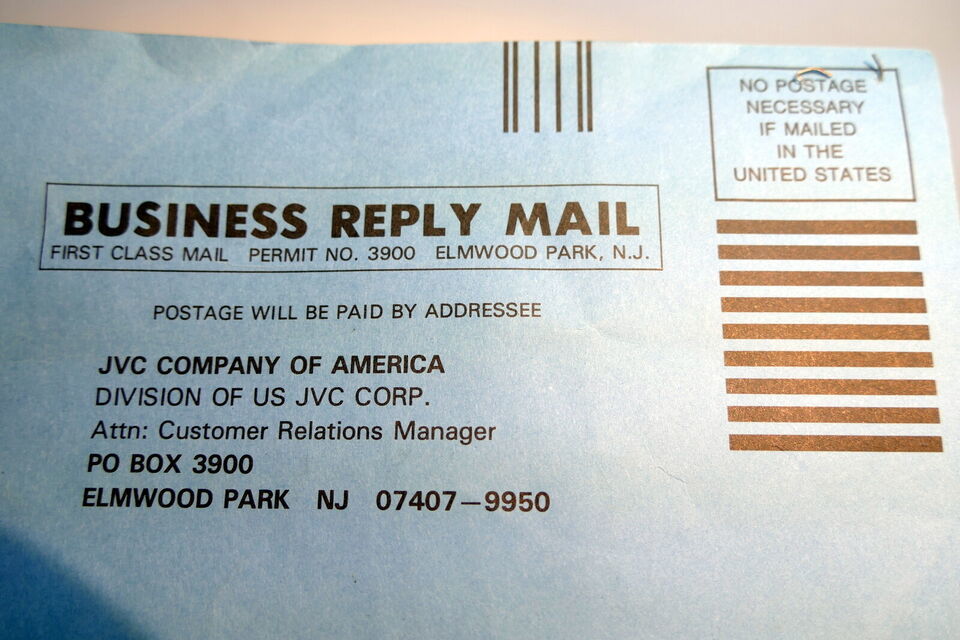 NO POSTAGE
NECESSARY
IF MAILED
IN THE
UNITED STATES
BUSINESS REPLY MAIL
FIRST CLASS MAIL PERMIT NO. 3900 ELMWOOD PARK, N.J.
POSTAGE WILL BE PAID BY ADDRESSEE
JVC COMPANY OF AMERICA
DIVISION OF US JVC CORP.
Attn: Customer Relations Manager
PO BOX 3900
ELMWOOD PARK NJ 07407–9950